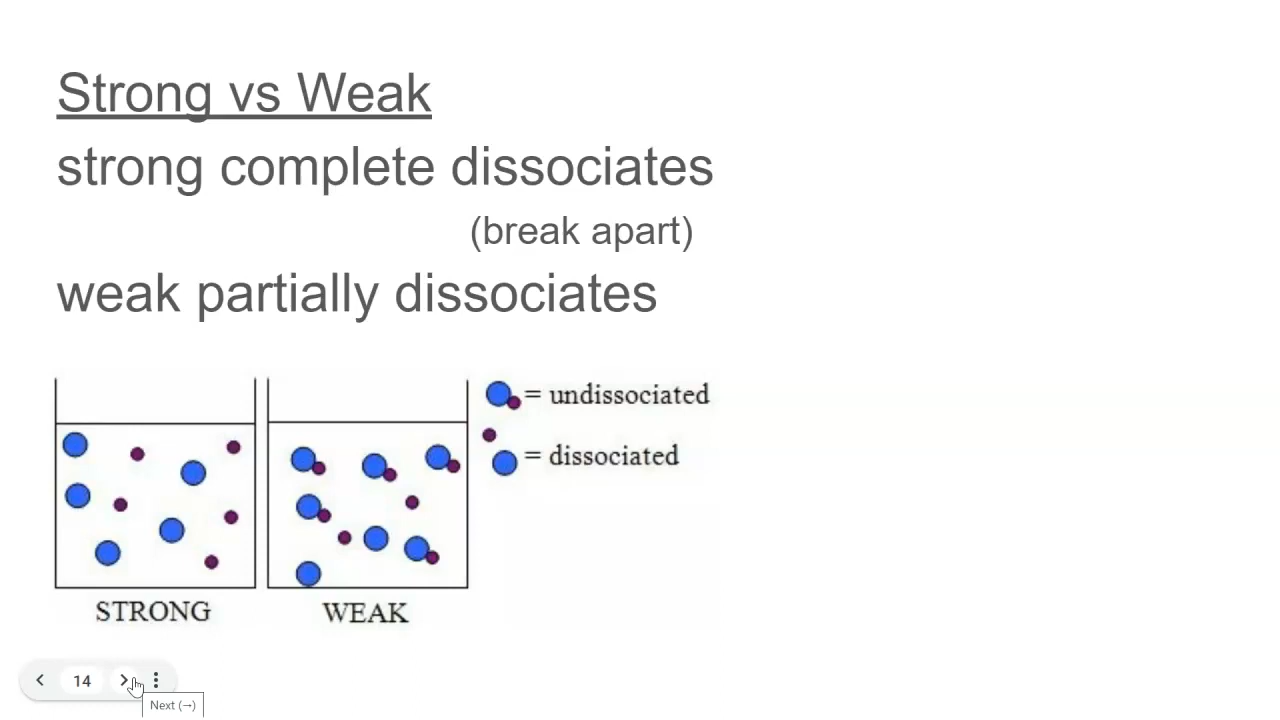 Strong vs Weak
strong complete dissociates
(break apart)
weak partially dissociates
= undissociated
= dissociated
STRONG
WEAK
14
Next (→)